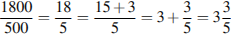 1800/500 = 18/5 = (15+3)/5 = 3 + 3/5 = 3 3/5